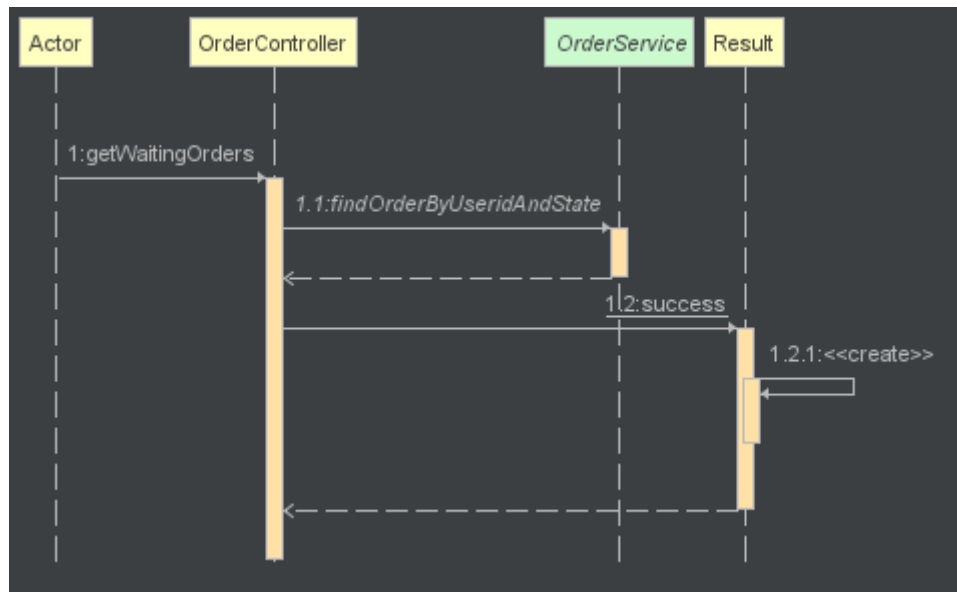 Actor
OrderController
OrderService
Result
1:getWaitingOrders
1.1:findOrderByUseridAndState
1.2:success
1.2.1:<<create>>